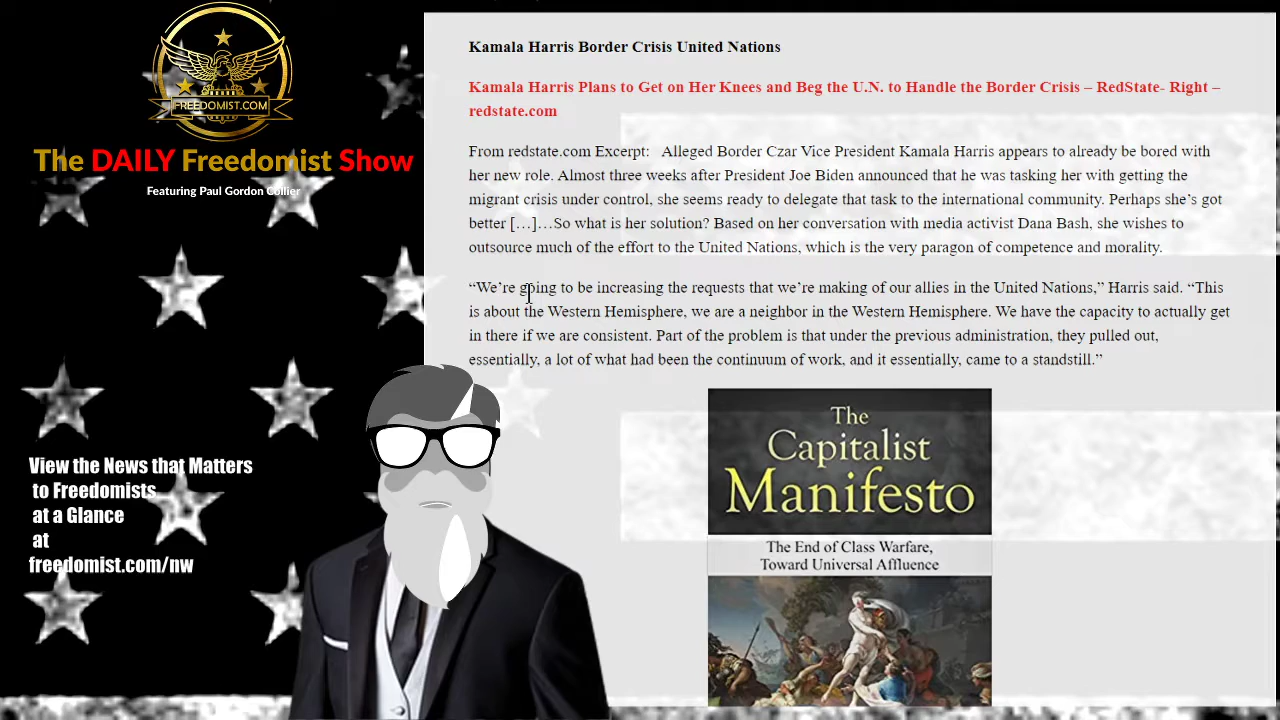 FREEDOMIST.COM
The DAILY Freedomist Show
Featuring Paul Gordon Collier
View the News that Matters
to Freedomists
at a Glance
at
freedomist.com/nw
Kamala Harris Border Crisis United Nations
Kamala Harris Plans to Get on Her Knees and Beg the U.N. to Handle the Border Crisis – RedState- Right –
redstate.com
From redstate.com Excerpt:   Alleged Border Czar Vice President Kamala Harris appears to already be bored with
her new role. Almost three weeks after President Joe Biden announced that he was tasking her with getting the
migrant crisis under control, she seems ready to delegate that task to the international community. Perhaps she’s got
better […]…So what is her solution? Based on her conversation with media activist Dana Bash, she wishes to
outsource much of the effort to the United Nations, which is the very paragon of competence and morality.
“We’re going to be increasing the requests that we’re making of our allies in the United Nations,” Harris said. “This
is about the Western Hemisphere, we are a neighbor in the Western Hemisphere. We have the capacity to actually get
in there if we are consistent. Part of the problem is that under the previous administration, they pulled out,
essentially, a lot of what had been the continuum of work, and it essentially, came to a standstill.”
The
Capitalist
Manifesto
The End of Class Warfare,
Toward Universal Affluence